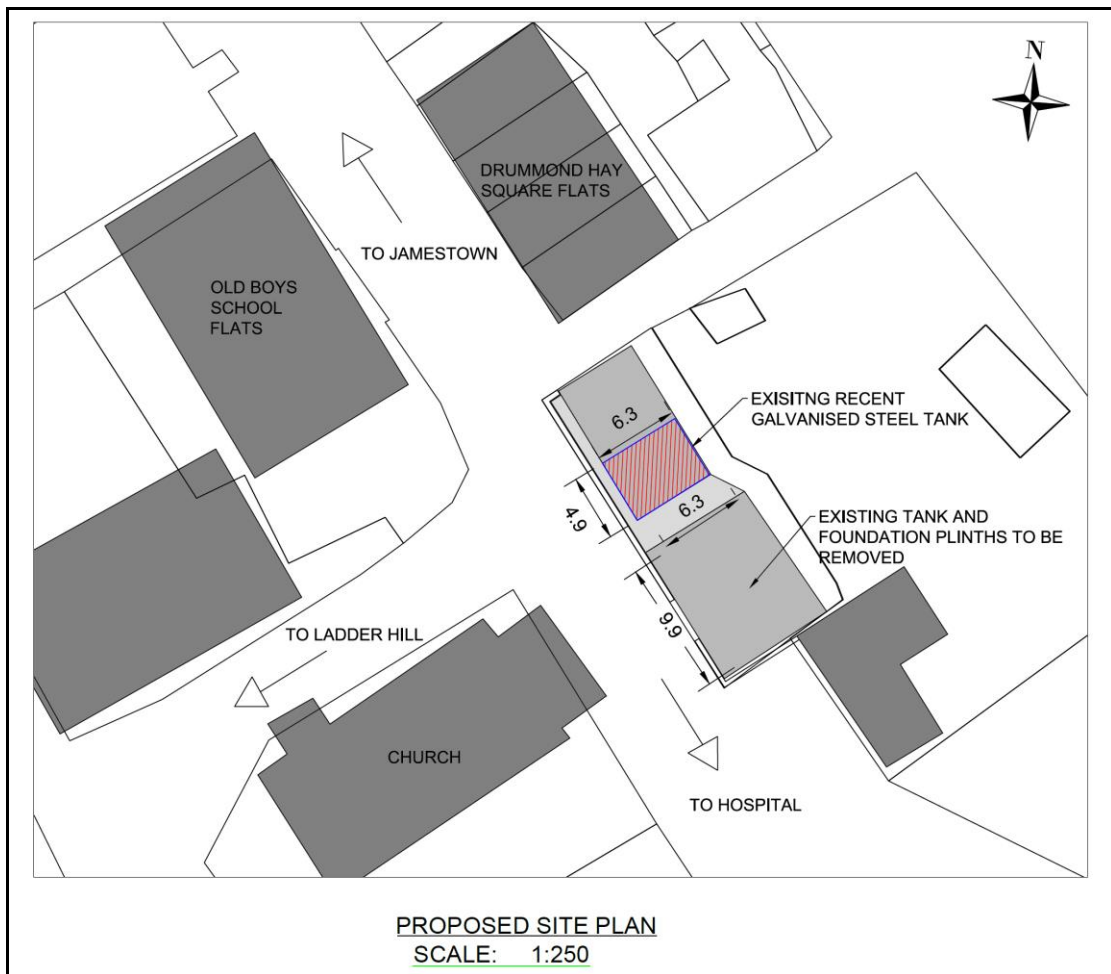 N
DRUMMOND HAY
SQUARE FLATS
TO JAMESTOWN
OLD BOYS
SCHOOL
FLATS
EXISITNG RECENT
GALVANISED STEEL TANK
6.3
4.9
6.3
EXISTING TANK AND
FOUNDATION PLINTHS TO BE
REMOVED
9.9
TO LADDER HILL
CHURCH
TO HOSPITAL
PROPOSED SITE PLAN
SCALE: 1:250